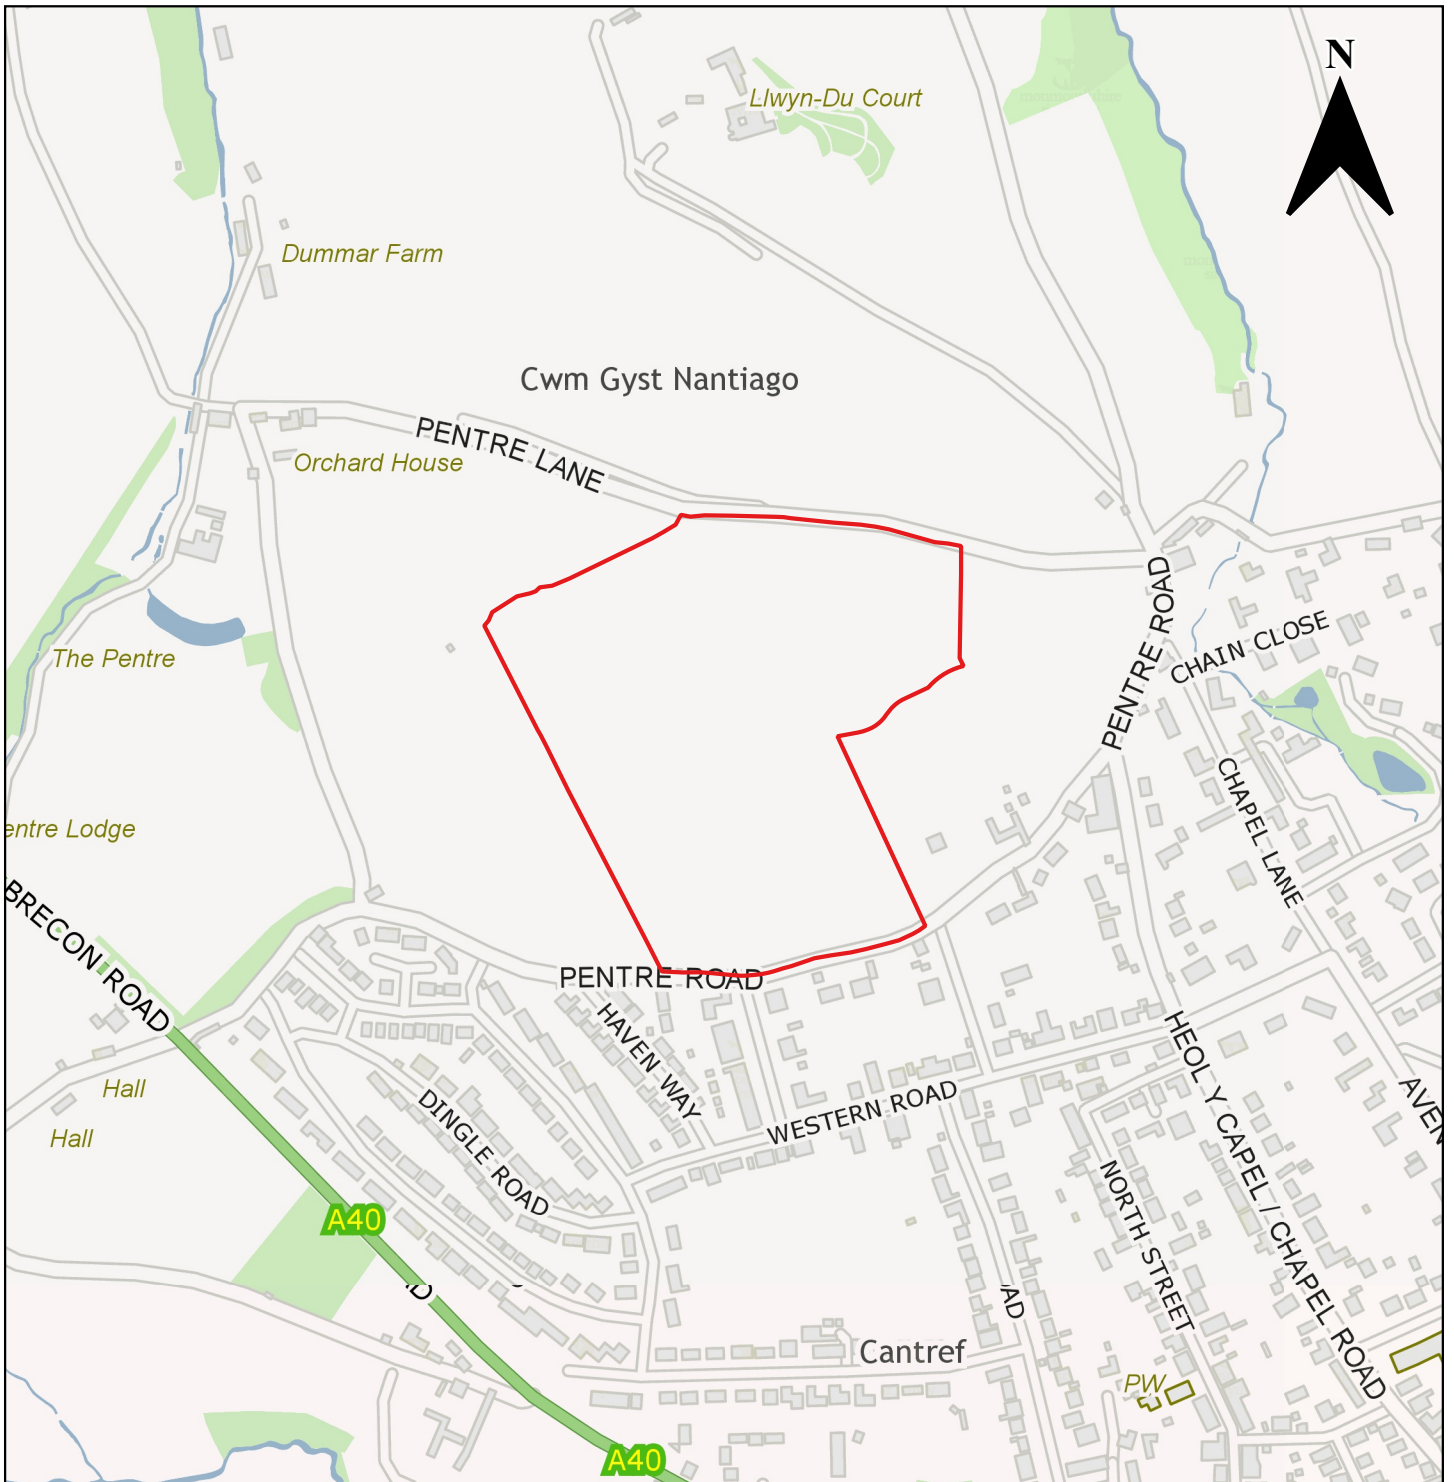 N
Llwyn-Du Court
Dummar Farm
Cwm Gyst Nantiago
PENTRE LANE
Orchard House
PENTRE ROAD
CHAIN CLOSE
The Pentre
CHAPEL LANE
entre Lodge
BRECON ROAD
PENTRE ROAD
HAVEN WAY
HEOL Y CAPEL / CHAPEL ROAD
Hall
DINGLE ROAD
WESTERN ROAD
AVEN
Hall
NORTH STREET
A40
AD
Cantref
PW
A40